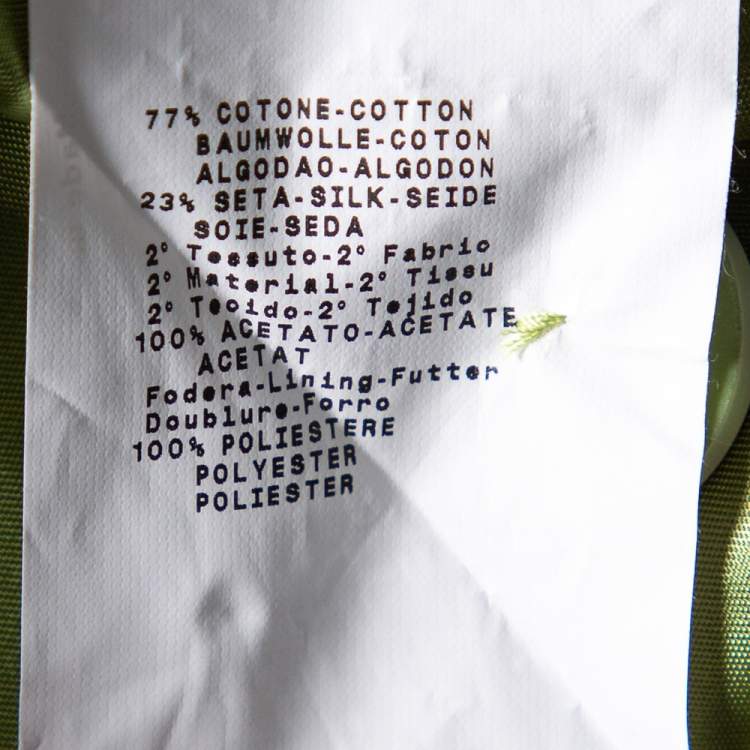 77% COTONE-COTTON
BAUMWOLLE-COTON
ALGODAO-ALGODON
23% SETA-SILK-SEIDE
SOIE-SEDA
2° Tessuto-2° Fabric
2° Material-2° Tissu
2° Tecido-2° Tejido
100% ACETATO-ACETATE
ACETAT
Fodera-Lining-Futter
Doublure-Forro
100% POLIESTERE
POLYESTER
POLIESTER